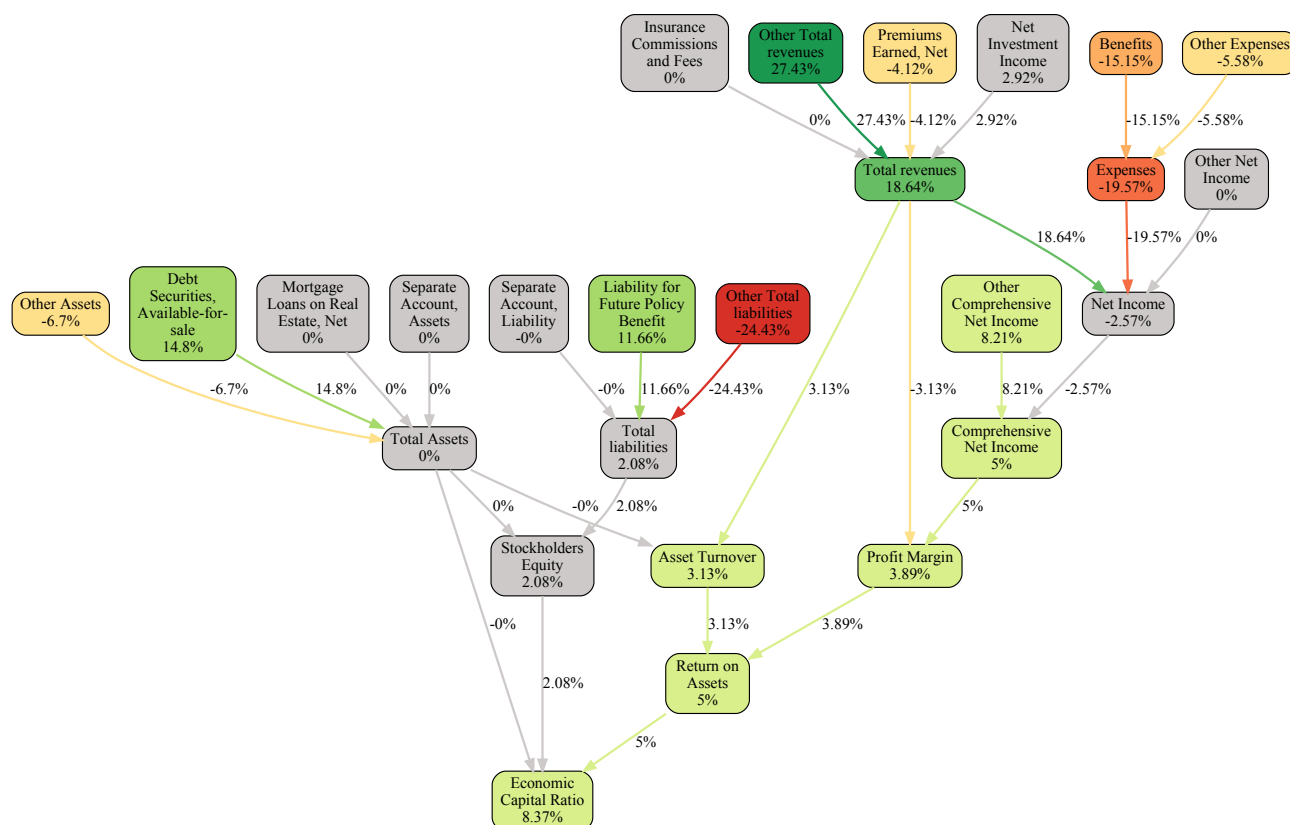 Insurance
Commissions
and Fees
0%
Other Total
revenues
27.43%
Premiums
Earned, Net
-4.12%
Net
Investment
Income
2.92%
Benefits
-15.15%
Other Expenses
-5.58%
0%
27.43%
-4.12%
2.92%
-15.15%
-5.58%
Total revenues
18.64%
Expenses
-19.57%
Other Net
Income
0%
18.64%
-19.57%
0%
Other Assets
-6.7%
Debt
Securities,
Available-for-
sale
14.8%
Mortgage
Loans on Real
Estate, Net
0%
Separate
Account,
Assets
0%
Separate
Account,
Liability
-0%
Liability for
Future Policy
Benefit
11.66%
Other Total
liabilities
-24.43%
Other
Comprehensive
Net Income
8.21%
Net Income
-2.57%
-6.7%
14.8%
0%
0%
-0%
11.66%
-24.43%
3.13%
-3.13%
8.21%
-2.57%
Total Assets
0%
Total
liabilities
2.08%
Comprehensive
Net Income
5%
0%
-0%
2.08%
5%
Stockholders
Equity
2.08%
Asset Turnover
3.13%
Profit Margin
3.89%
-0%
3.13%
3.89%
2.08%
Return on
Assets
5%
5%
Economic
Capital Ratio
8.37%